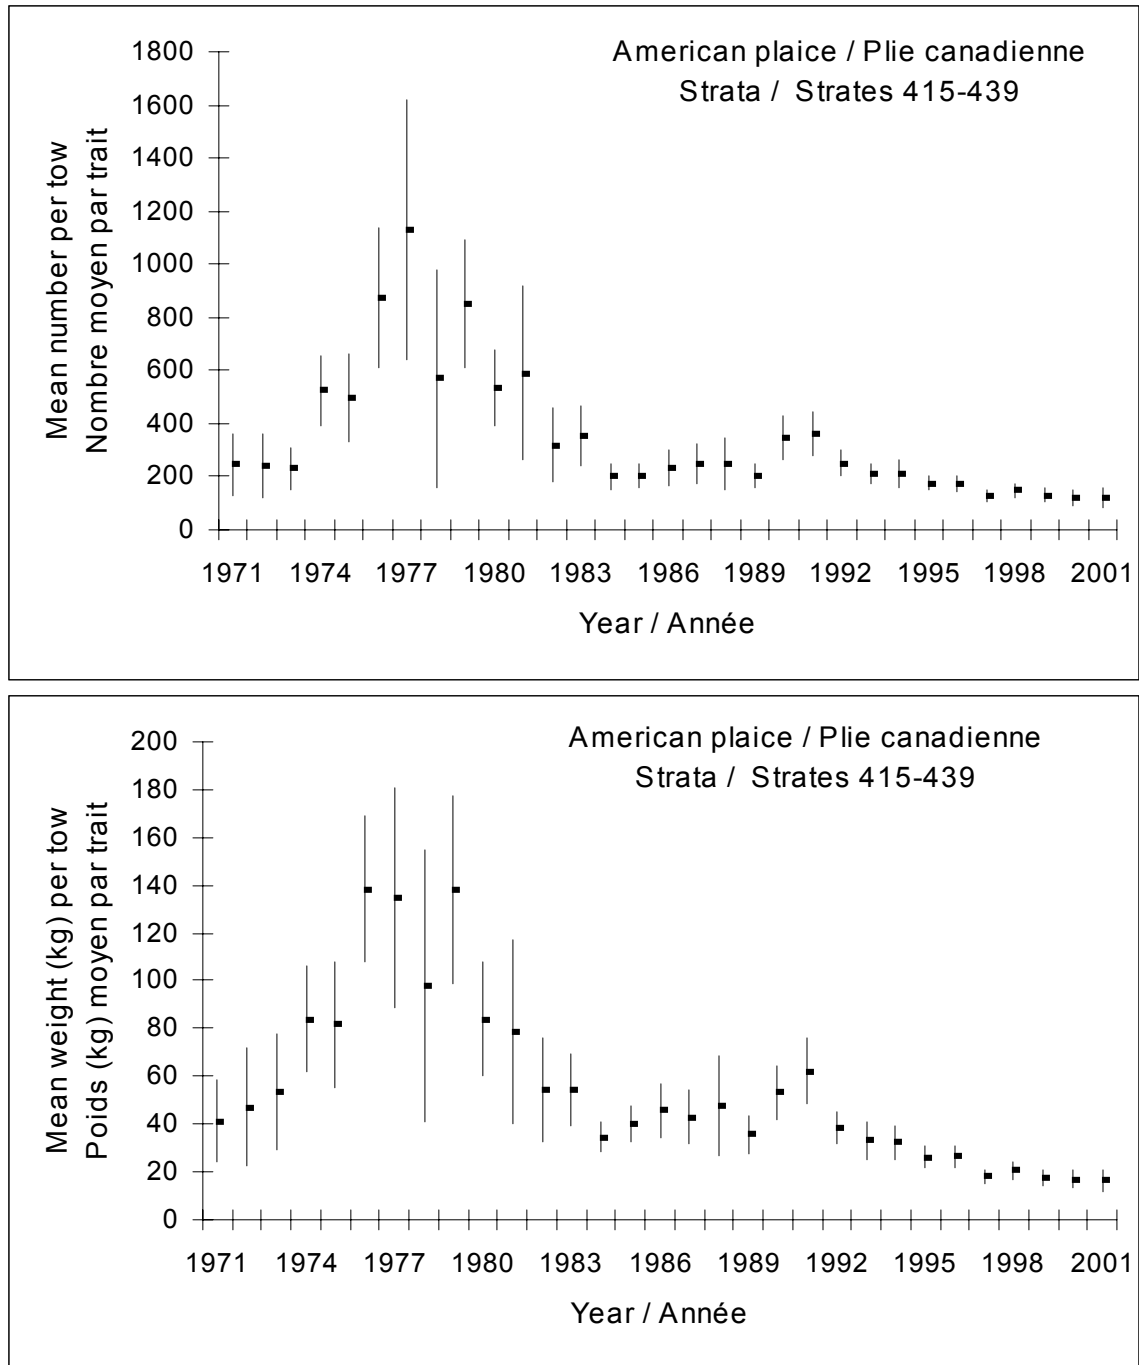 American plaice / Plie canadienne
Strata / Strates 415-439
Mean number per tow
Nombre moyen par trait
1800
1600
1400
1200
1000
800
600
400
200
0
1971 1974 1977 1980 1983 1986 1989 1992 1995 1998 2001
Year / Année
American plaice / Plie canadienne
Strata / Strates 415-439
Mean weight (kg) per tow
Poids (kg) moyen par trait
200
180
160
140
120
100
80
60
40
20
0
1971 1974 1977 1980 1983 1986 1989 1992 1995 1998 2001
Year / Année